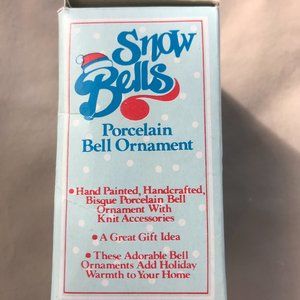 Snow
Bells
Porcelain
Bell Ornament
• Hand Painted, Handcrafted,
Bisque Porcelain Bell
Ornament With
Knit Accessories
• A Great Gift Idea
• These Adorable Bell
Ornaments Add Holiday
Warmth to Your Home